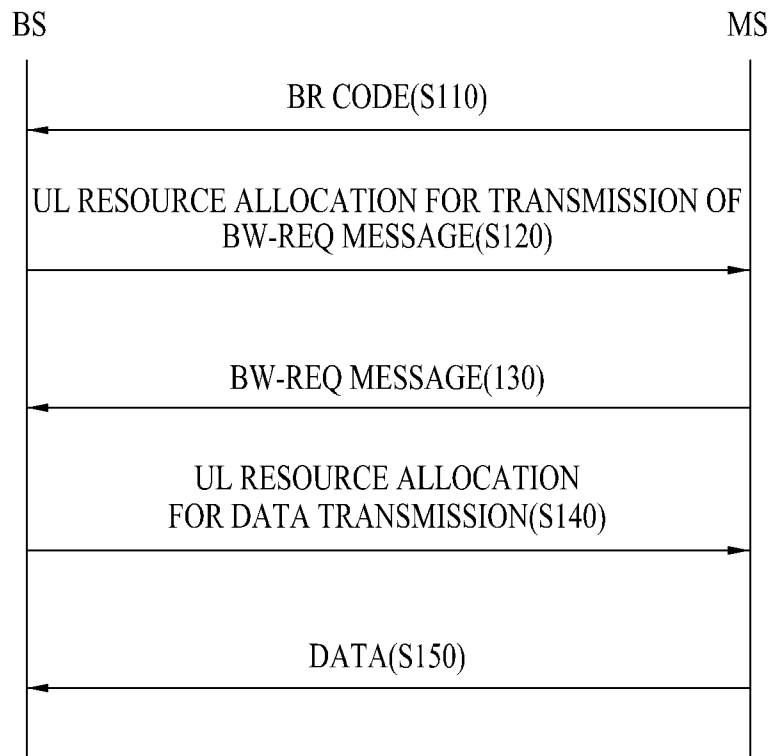 BS
MS
BR CODE(S110)
UL RESOURCE ALLOCATION FOR TRANSMISSION OF
BW-REQ MESSAGE(S120)
BW-REQ MESSAGE(130)
UL RESOURCE ALLOCATION
FOR DATA TRANSMISSION(S140)
DATA(S150)